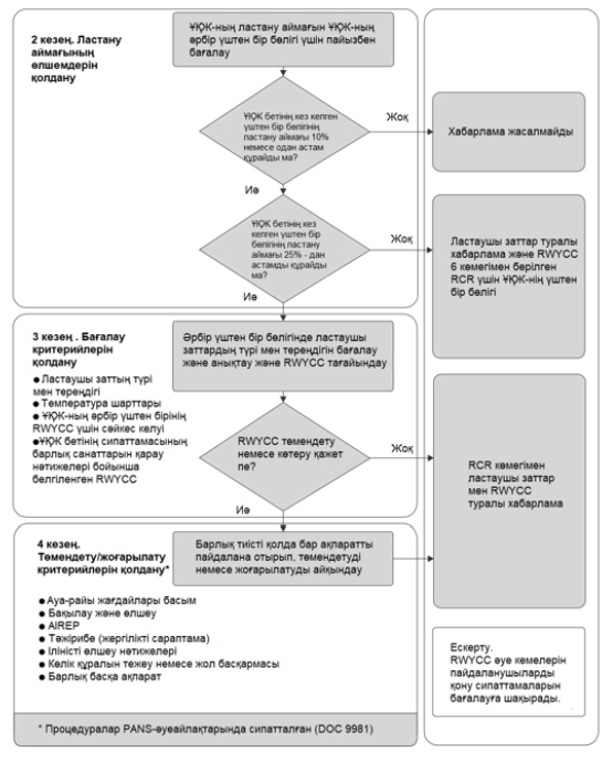 2 кезең. Ластану
аймағының
өлшемдерін
қолдану
ҰҚЖ-ның ластану аймағын ҰҚЖ-ның
әрбір үштен бір бөлігі үшін пайызбен
бағалау
ҰҚЖ бетінің кез келген
үштен бір бөлігінің
ластану аймағы 10%
немесе одан астам
құрайды ма?
Жоқ
Хабарлама жасалмайды
Иә
ҰҚЖ бетінің кез
келген үштен бір
бөлігінің ластану
аймағы 25% - дан
астамды құрайды
ма?
Жоқ
Ластаушы заттар туралы
хабарлама және RWYCC
6 көмегімен берілген
RCR үшін ҰҚЖ-нің үштен
бір бөлігі
Иә
3 кезең . Бағалау
критерийлерін
қолдану
● Ластаушы заттың түрі
мен тереңдігі
● Температура шарттары
● ҰҚЖ-ның әрбір үштен бірінің
RWYCC үшін сәйкес келуі
●ҰҚЖ бетінің сипаттамасының
барлық санаттарын қарау
нәтижелері бойынша
белгіленген RWYCC
Әрбір үштен бір бөлігінде ластаушы
заттардың түрі мен тереңдігін бағалау
және анықтау және RWYCC тағайындау
RWYCC төмендету
немесе көтеру қажет
пе?
Жоқ
RCR көмегімен
ластаушы заттар
мен RWYCC
туралы хабарлама
Иә
4 кезең.
Төмендету/жоғарылату
критерийлерін қолдану*
Барлық тиісті қолда бар ақпаратты
пайдалана отырып, төмендетуді
немесе жоғарылатуды айқындау
● Ауа-райы жағдайлары басым
● Бақылау және өлшеу
● AIREP
● Тәжірибе (жергілікті сараптама)
● Іліністі өлшеу нәтижелері
● Көлік құралын тежеу немесе жол басқармасы
● Барлық басқа ақпарат
Ескерту.
RWYCC әуе кемелерін
пайдаланушыларды
қону сипаттамаларын
бағалауға шақырады.
* Процедуралар PANS-әуеайлақтарында сипатталған (DOC 9981)